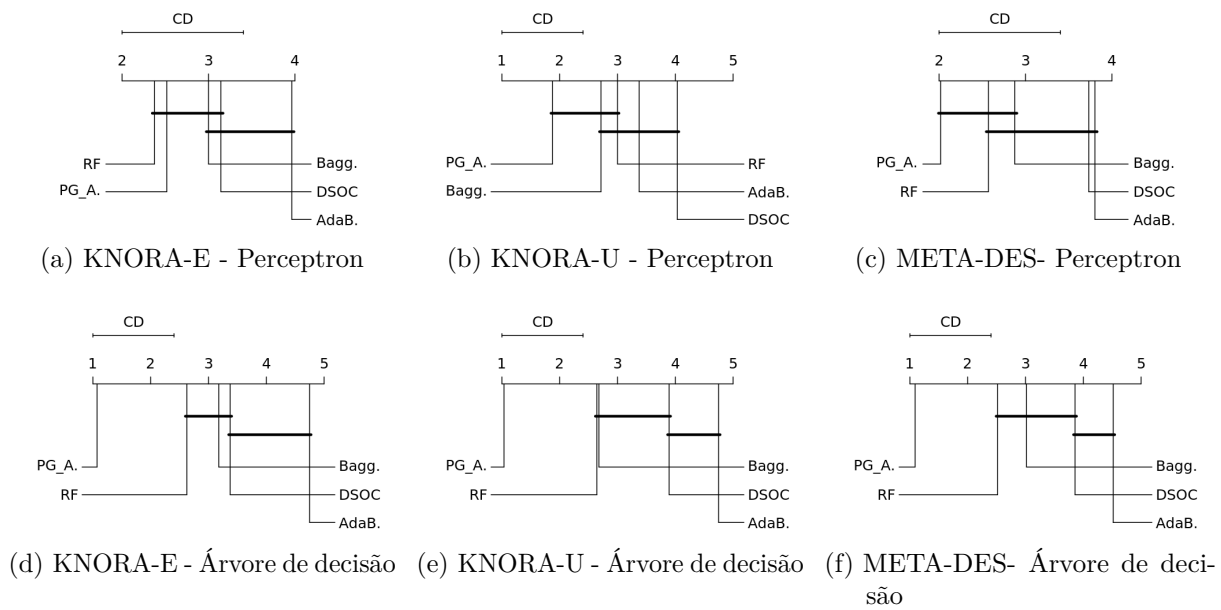 CD
2 3 4
RF
PG_A.
Bagg.
DSOC
AdaB.
(a) KNORA-E - Perceptron
CD
1 2 3 4 5
PG_A.
Bagg.
RF
AdaB.
DSOC
(b) KNORA-U - Perceptron
CD
2 3 4
PG_A.
RF
Bagg.
DSOC
AdaB.
(c) META-DES- Perceptron
CD
1 2 3 4 5
PG_A.
RF
Bagg.
DSOC
AdaB.
(d) KNORA-E - Árvore de decisão
CD
1 2 3 4 5
PG_A.
RF
Bagg.
DSOC
AdaB.
(e) KNORA-U - Árvore de decisão
CD
1 2 3 4 5
PG_A.
RF
Bagg.
DSOC
AdaB.
(f) META-DES- Árvore de deci-
são